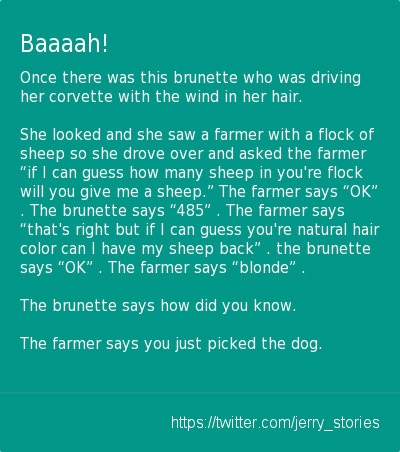 Baaaah!
Once there was this brunette who was driving
her corvette with the wind in her hair.
She looked and she saw a farmer with a flock of
sheep so she drove over and asked the farmer
“if I can guess how many sheep in you're flock
will you give me a sheep.” The farmer says “OK”
. The brunette says “485” . The farmer says
“that's right but if I can guess you're natural hair
color can I have my sheep back” . the brunette
says “OK” . The farmer says “blonde” .
The brunette says how did you know.
The farmer says you just picked the dog.
https://twitter.com/jerry_stories